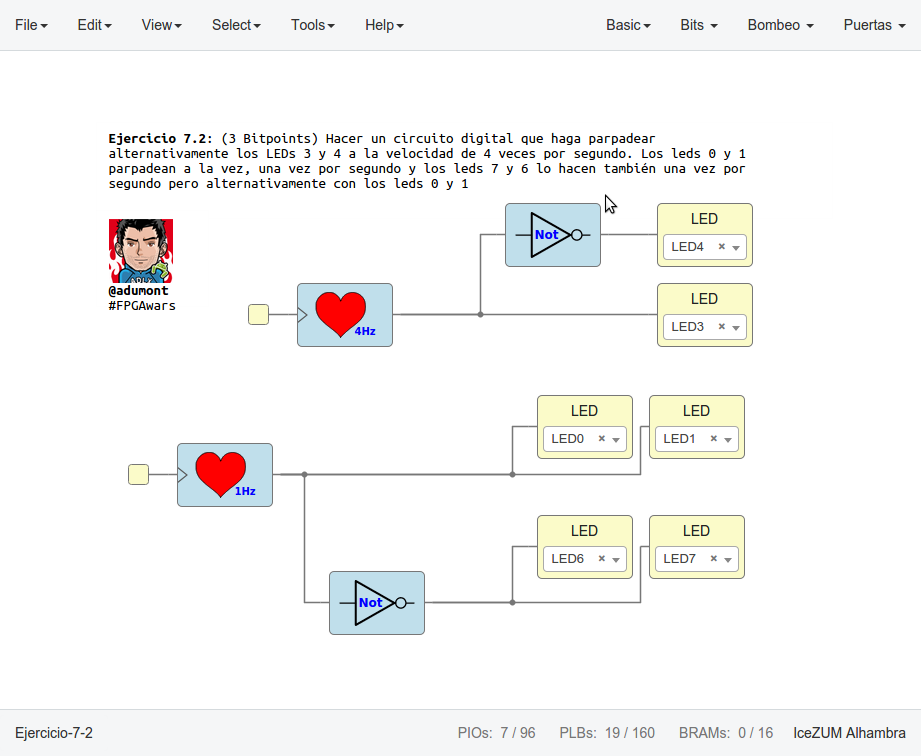 File Edit View Select Tools Help Basic Bits Bombeo Puertas
Ejercicio 7.2: (3 Bitpoints) Hacer un circuito digital que haga parpadear
alternativamente los LEDs 3 y 4 a la velocidad de 4 veces por segundo. Los leds 0 y 1
parpadean a la vez, una vez por segundo y los leds 7 y 6 lo hacen también una vez por
segundo pero alternativamente con los leds 0 y 1
@adumont
#FPGAwars
Not
LED
LED4
4Hz
LED
LED3
LED
LED0
LED
LED1
1Hz
LED
LED6
LED
LED7
Not
Ejercicio-7-2 PIOs: 7 / 96 PLBs: 19 / 160 BRAMs: 0 / 16 IceZUM Alhambra